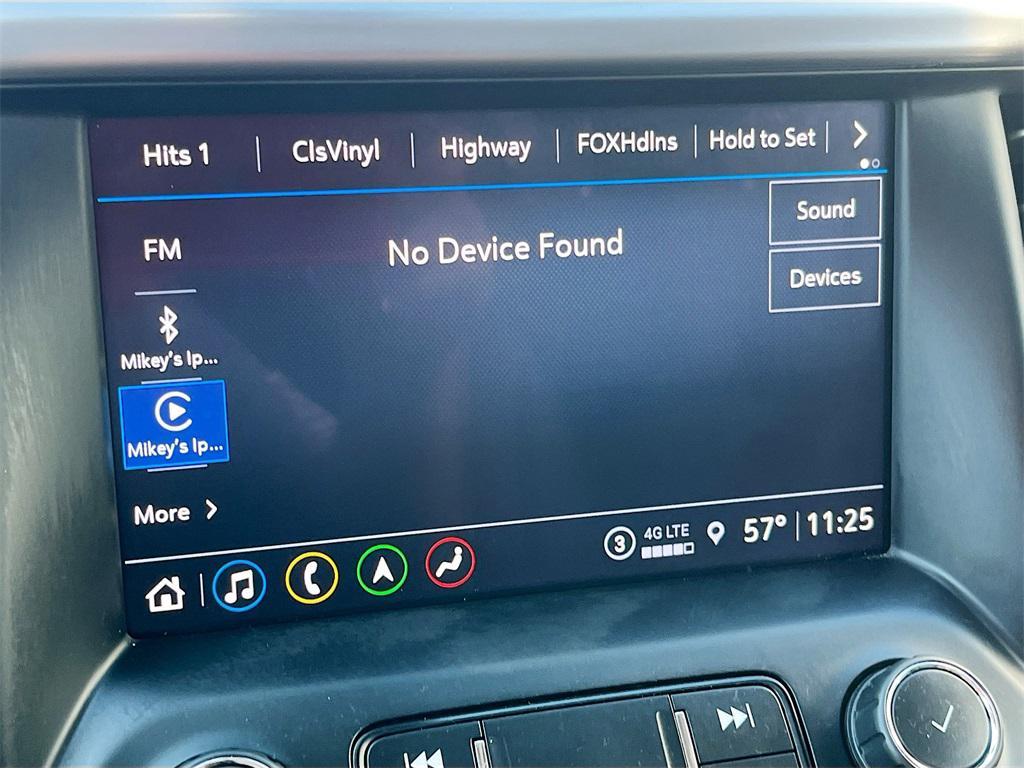 Hits 1
ClsVinyl
Highway
FOXHdlns
Hold to Set
FM
No Device Found
Sound
Devices
Mikey's Ip...
Mikey's Ip...
More
3
4G LTE
57°
11:25